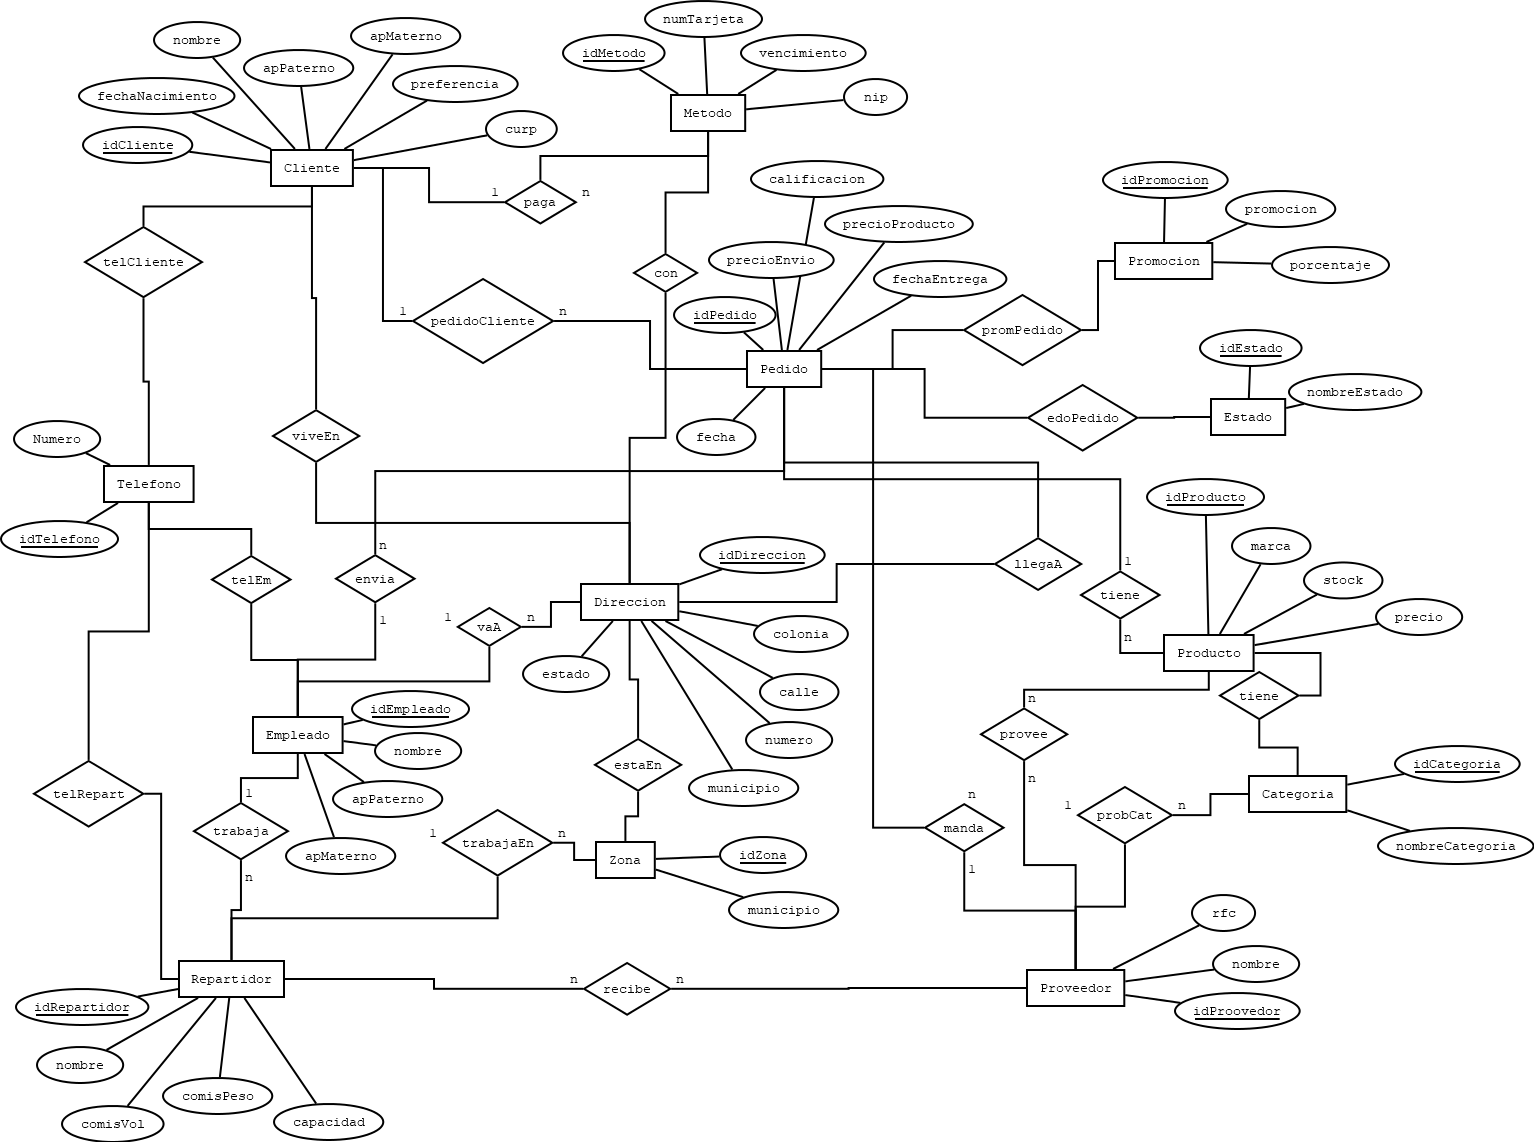 numTarjeta
apMaterno
nombre
idMetodo
vencimiento
apPaterno
preferencia
fechaNacimiento
nip
Metodo
curp
idCliente
Cliente
calificacion
idPromocion
1
n
paga
promocion
precioProducto
telCliente
precioEnvio
Promocion
porcentaje
con
fechaEntrega
1
n
pedidoCliente
idPedido
promPedido
idEstado
Pedido
nombreEstado
edoPedido
Estado
viveEn
fecha
Numero
Telefono
idProducto
idTelefono
n
marca
idDireccion
1
llegaA
telEm
envia
stock
tiene
Direccion
1
1
n
vaA
precio
colonia
n
Producto
estado
calle
tiene
n
idEmpleado
provee
Empleado
nombre
numero
estaEn
idCategoria
n
municipio
telRepart
1
apPaterno
n
Categoria
1
n
probCat
trabaja
1
n
trabajaEn
manda
nombreCategoria
apMaterno
idZona
Zona
1
n
municipio
rfc
nombre
Repartidor
n
n
recibe
Proveedor
idRepartidor
idProovedor
nombre
comisPeso
comisVol
capacidad